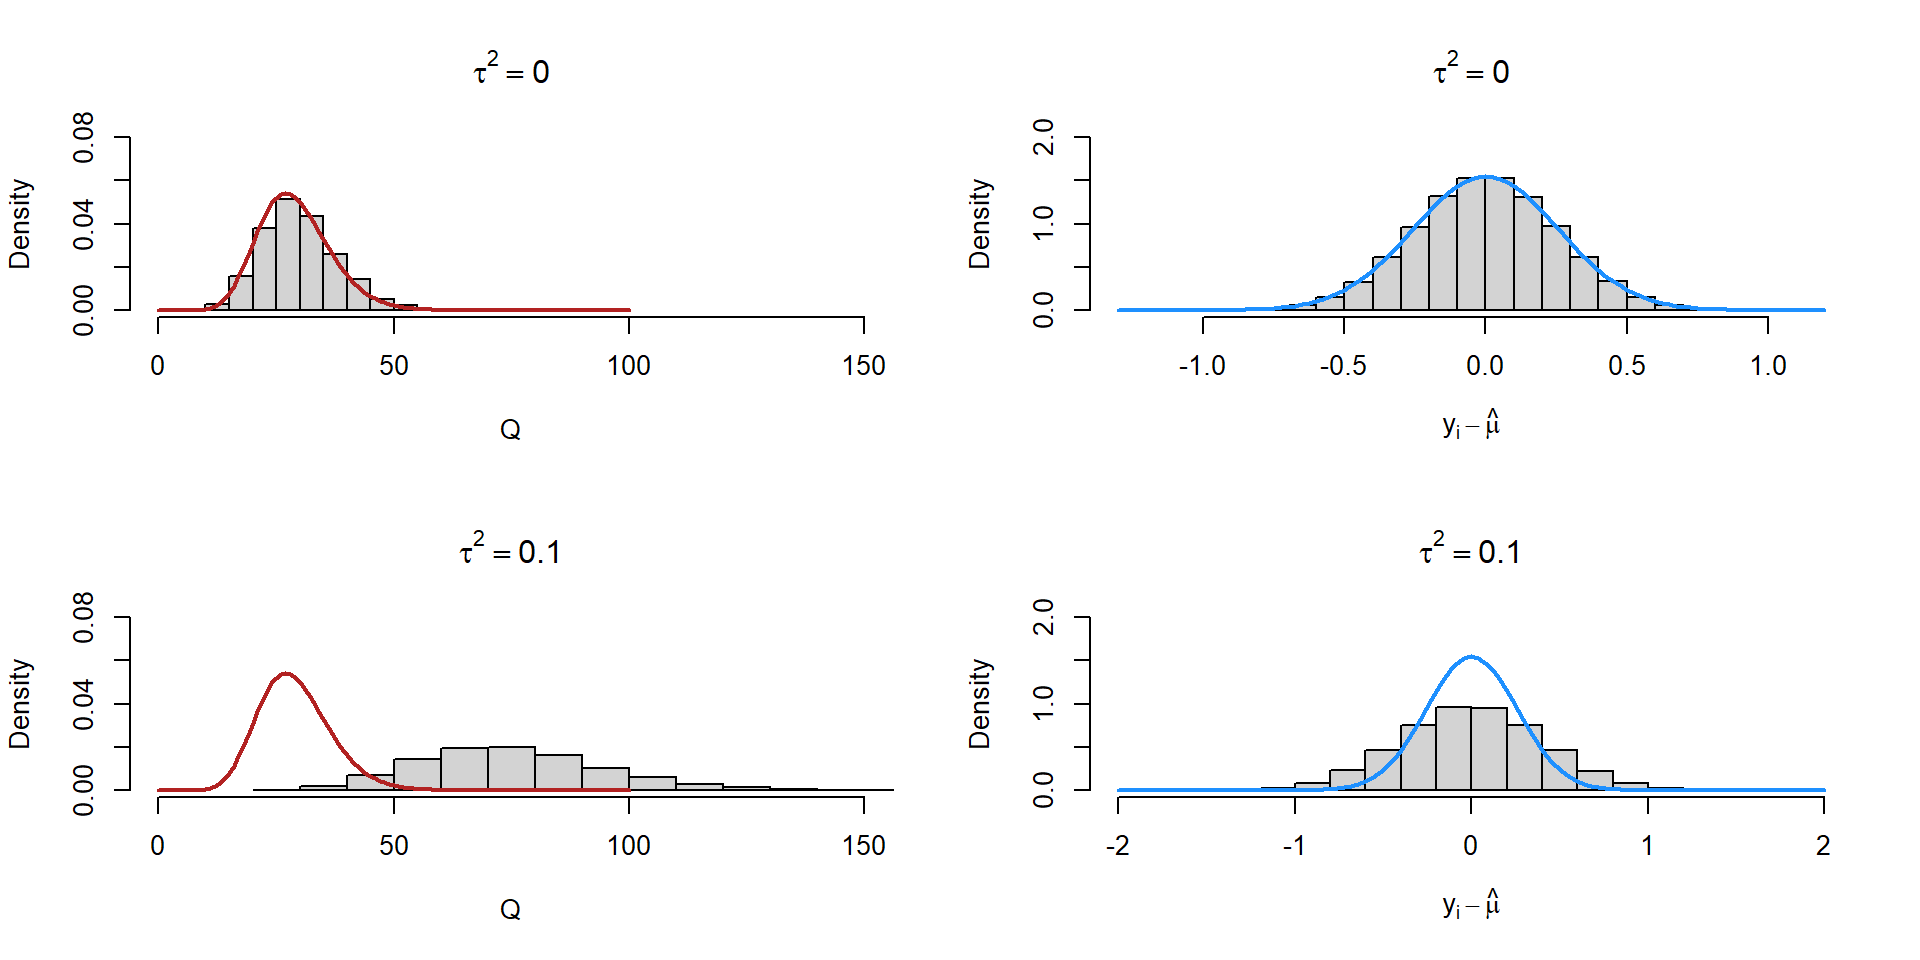 τ² = 0
Density
0.00 0.04 0.08
0 50 100 150
Q
τ² = 0
Density
0.0 1.0 2.0
-1.0 -0.5 0.0 0.5 1.0
yᵢ − μ̂
τ² = 0.1
Density
0.00 0.04 0.08
0 50 100 150
Q
τ² = 0.1
Density
0.0 1.0 2.0
-2 -1 0 1 2
yᵢ − μ̂